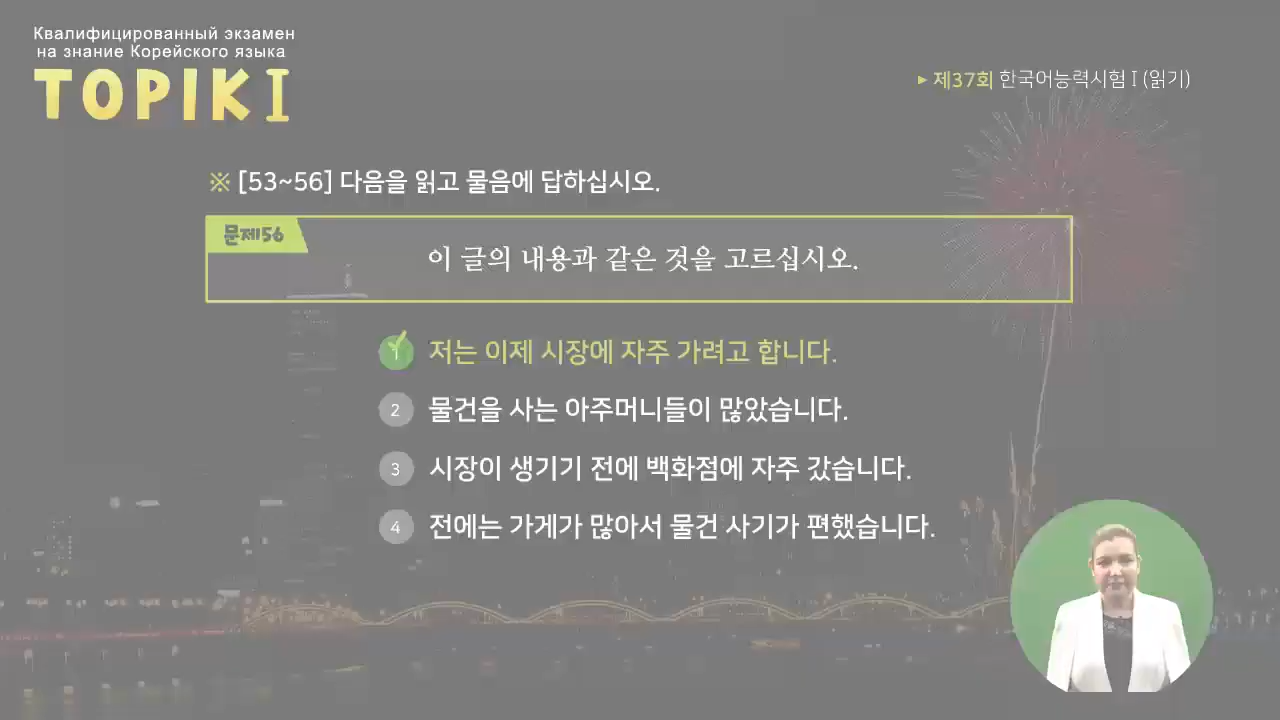 Квалифицированный экзамен
на знание Корейского языка
TOPIK I
▸ 제37회 한국어능력시험 I (읽기)
※ [53~56] 다음을 읽고 물음에 답하십시오.
문제56
이 글의 내용과 같은 것을 고르십시오.
1 저는 이제 시장에 자주 가려고 합니다.
2 물건을 사는 아주머니들이 많았습니다.
3 시장이 생기기 전에 백화점에 자주 갔습니다.
4 전에는 가게가 많아서 물건 사기가 편했습니다.